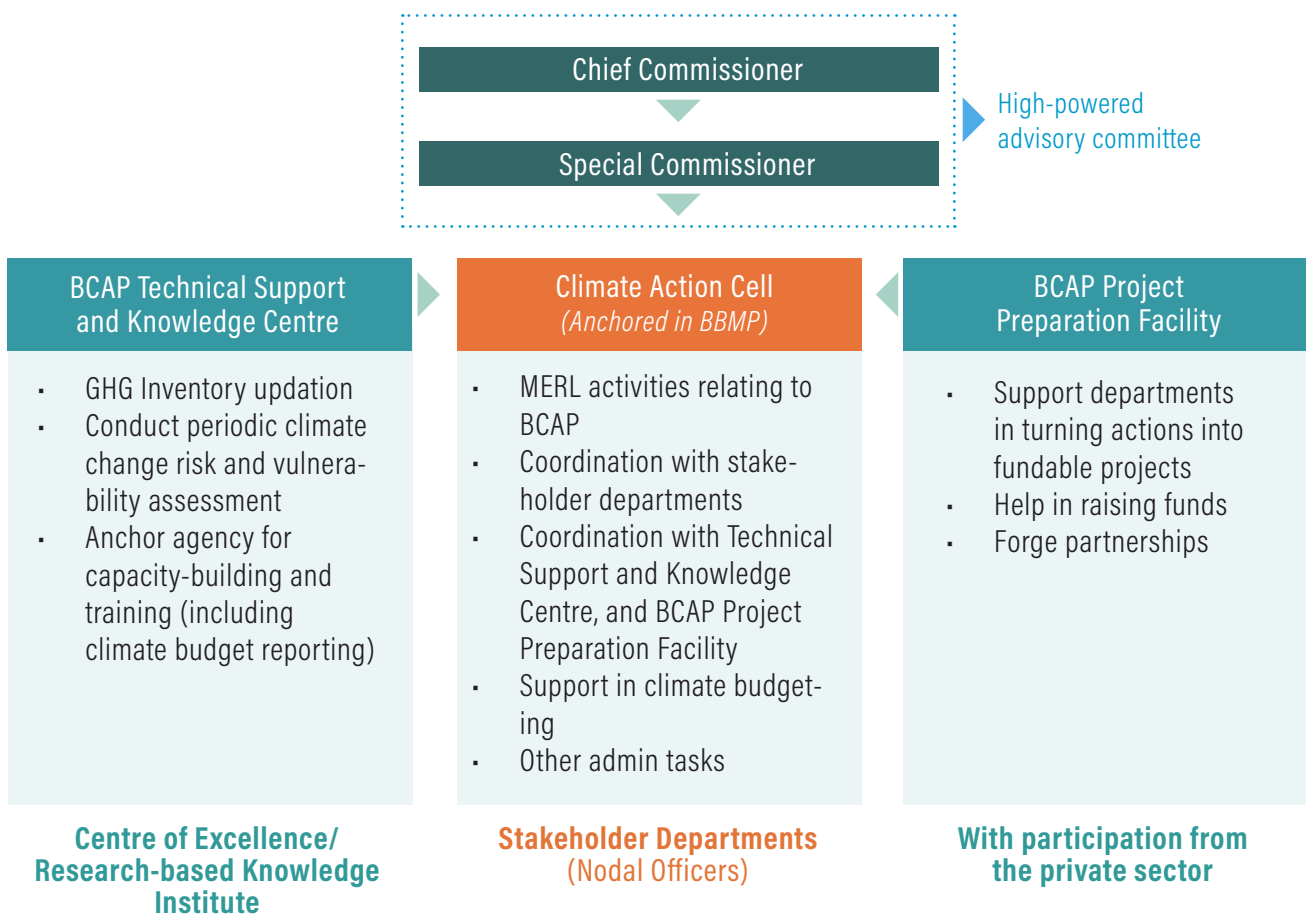 Chief Commissioner
Special Commissioner
High-powered
advisory committee
BCAP Technical Support
and Knowledge Centre
▪ GHG Inventory updation
▪ Conduct periodic climate
change risk and vulnera-
bility assessment
▪ Anchor agency for
capacity-building and
training (including
climate budget reporting)
Centre of Excellence/
Research-based Knowledge
Institute
Climate Action Cell
(Anchored in BBMP)
▪ MERL activities relating to
BCAP
▪ Coordination with stake-
holder departments
▪ Coordination with Technical
Support and Knowledge
Centre, and BCAP Project
Preparation Facility
▪ Support in climate budget-
ing
▪ Other admin tasks
Stakeholder Departments
(Nodal Officers)
BCAP Project
Preparation Facility
▪ Support departments
in turning actions into
fundable projects
▪ Help in raising funds
▪ Forge partnerships
With participation from
the private sector